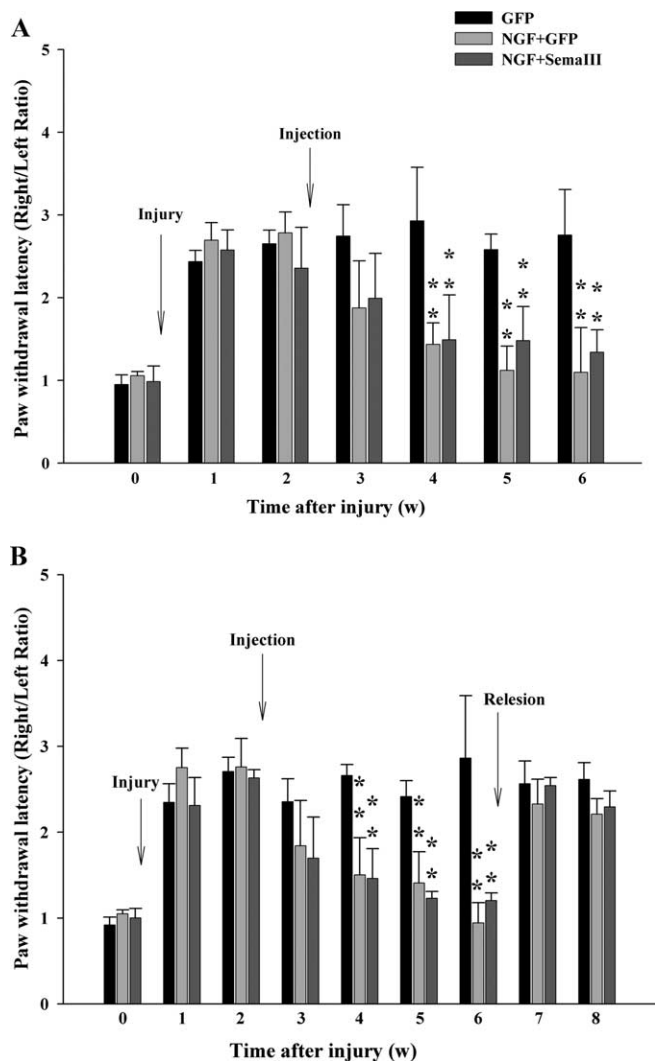 A
GFP
NGF+GFP
NGF+SemaIII
Paw withdrawal latency (Right/Left Ratio)
5
4
3
2
1
0
Injury
Injection
* * * * * * * * * * * *
0 1 2 3 4 5 6
Time after injury (w)
B
Paw withdrawal latency (Right/Left Ratio)
5
4
3
2
1
0
Injury
Injection
Relesion
* * * * * * * * * * * *
0 1 2 3 4 5 6 7 8
Time after injury (w)